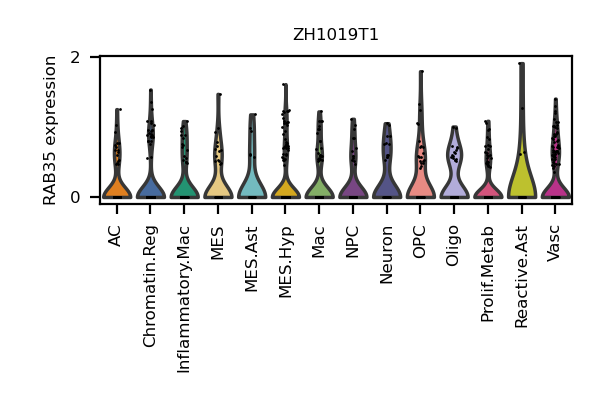 ZH1019T1
RAB35 expression
2
0
AC
Chromatin.Reg
Inflammatory.Mac
MES
MES.Ast
MES.Hyp
Mac
NPC
Neuron
OPC
Oligo
Prolif.Metab
Reactive.Ast
Vasc